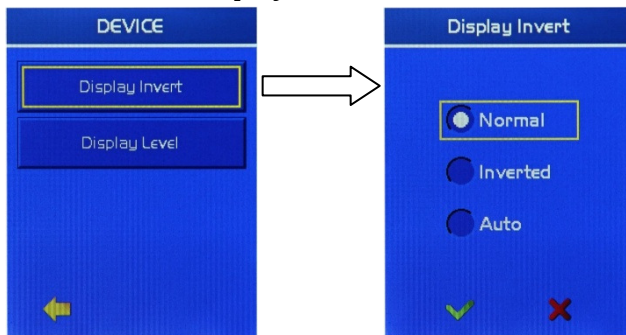 DEVICE
Display Invert
Display Level
Display Invert
Normal
Inverted
Auto